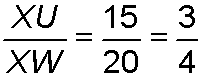 XU/XW = 15/20 = 3/4